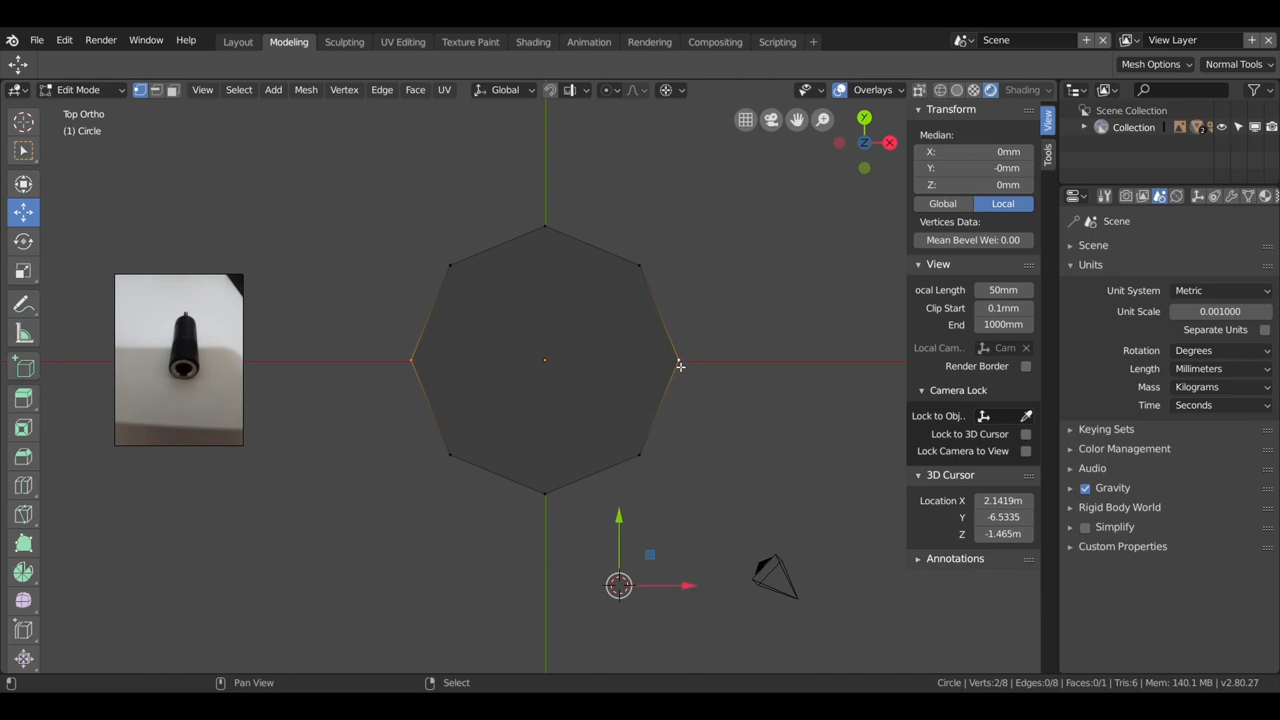 File Edit Render Window Help Layout Modeling Sculpting UV Editing Texture Paint Shading Animation Rendering Compositing Scripting + Scene View Layer
Mesh Options Normal Tools
Edit Mode View Select Add Mesh Vertex Edge Face UV Global Overlays Shading
Top Ortho
(1) Circle
Y
Z X
Transform
Median:
X: 0mm
Y: -0mm
Z: 0mm
Global Local
Vertices Data:
Mean Bevel Wei: 0.00
View
ocal Length 50mm
Clip Start 0.1mm
End 1000mm
Local Cam.. Cam
Render Border
Camera Lock
Lock to Obj..
Lock to 3D Cursor
Lock Camera to View
3D Cursor
Location X 2.1419m
Y -6.5335
Z -1.465m
Annotations
View
Tools
Scene Collection
Collection 2
Scene
Scene
Units
Unit System Metric
Unit Scale 0.001000
Separate Units
Rotation Degrees
Length Millimeters
Mass Kilograms
Time Seconds
Keying Sets
Color Management
Audio
Gravity
Rigid Body World
Simplify
Custom Properties
Pan View Select Circle | Verts:2/8 | Edges:0/8 | Faces:0/1 | Tris:6 | Mem: 140.1 MB | v2.80.27